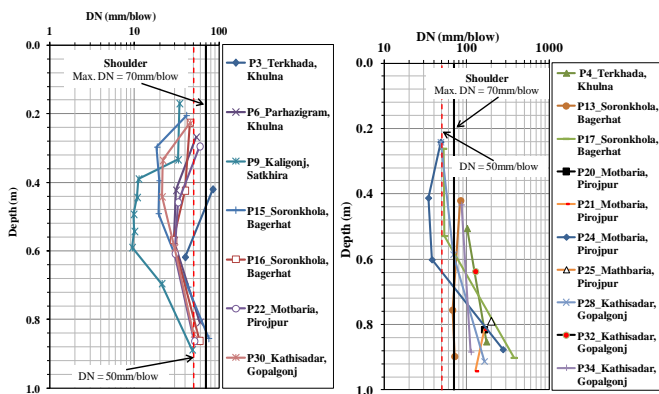 DN (mm/blow)
1
10
100
0.0
0.2
0.4
0.6
0.8
1.0
Depth (m)
Shoulder
Max. DN = 70mm/blow
DN = 50mm/blow
P3_Terkhada,
Khulna
P6_Parhazigram,
Khulna
P9_Kaligonj,
Satkhira
P15_Soronkhola,
Bagerhat
P16_Soronkhola,
Bagerhat
P22_Motbaria,
Pirojpur
P30_Kathisadar,
Gopalgonj
DN (mm/blow)
10
100
1000
0.0
0.2
0.4
0.6
0.8
1.0
Depth (m)
Shoulder
Max. DN = 70mm/blow
DN = 50mm/blow
P4_Terkhada,
Khulna
P13_Soronkhola,
Bagerhat
P17_Soronkhola,
Bagerhat
P20_Motbaria,
Pirojpur
P21_Motbaria,
Pirojpur
P24_Motbaria,
Pirojpur
P25_Mathbaria,
Pirojpur
P28_Kathisadar,
Gopalgonj
P32_Kathisadar,
Gopalgonj
P34_Kathisadar,
Gopalgonj